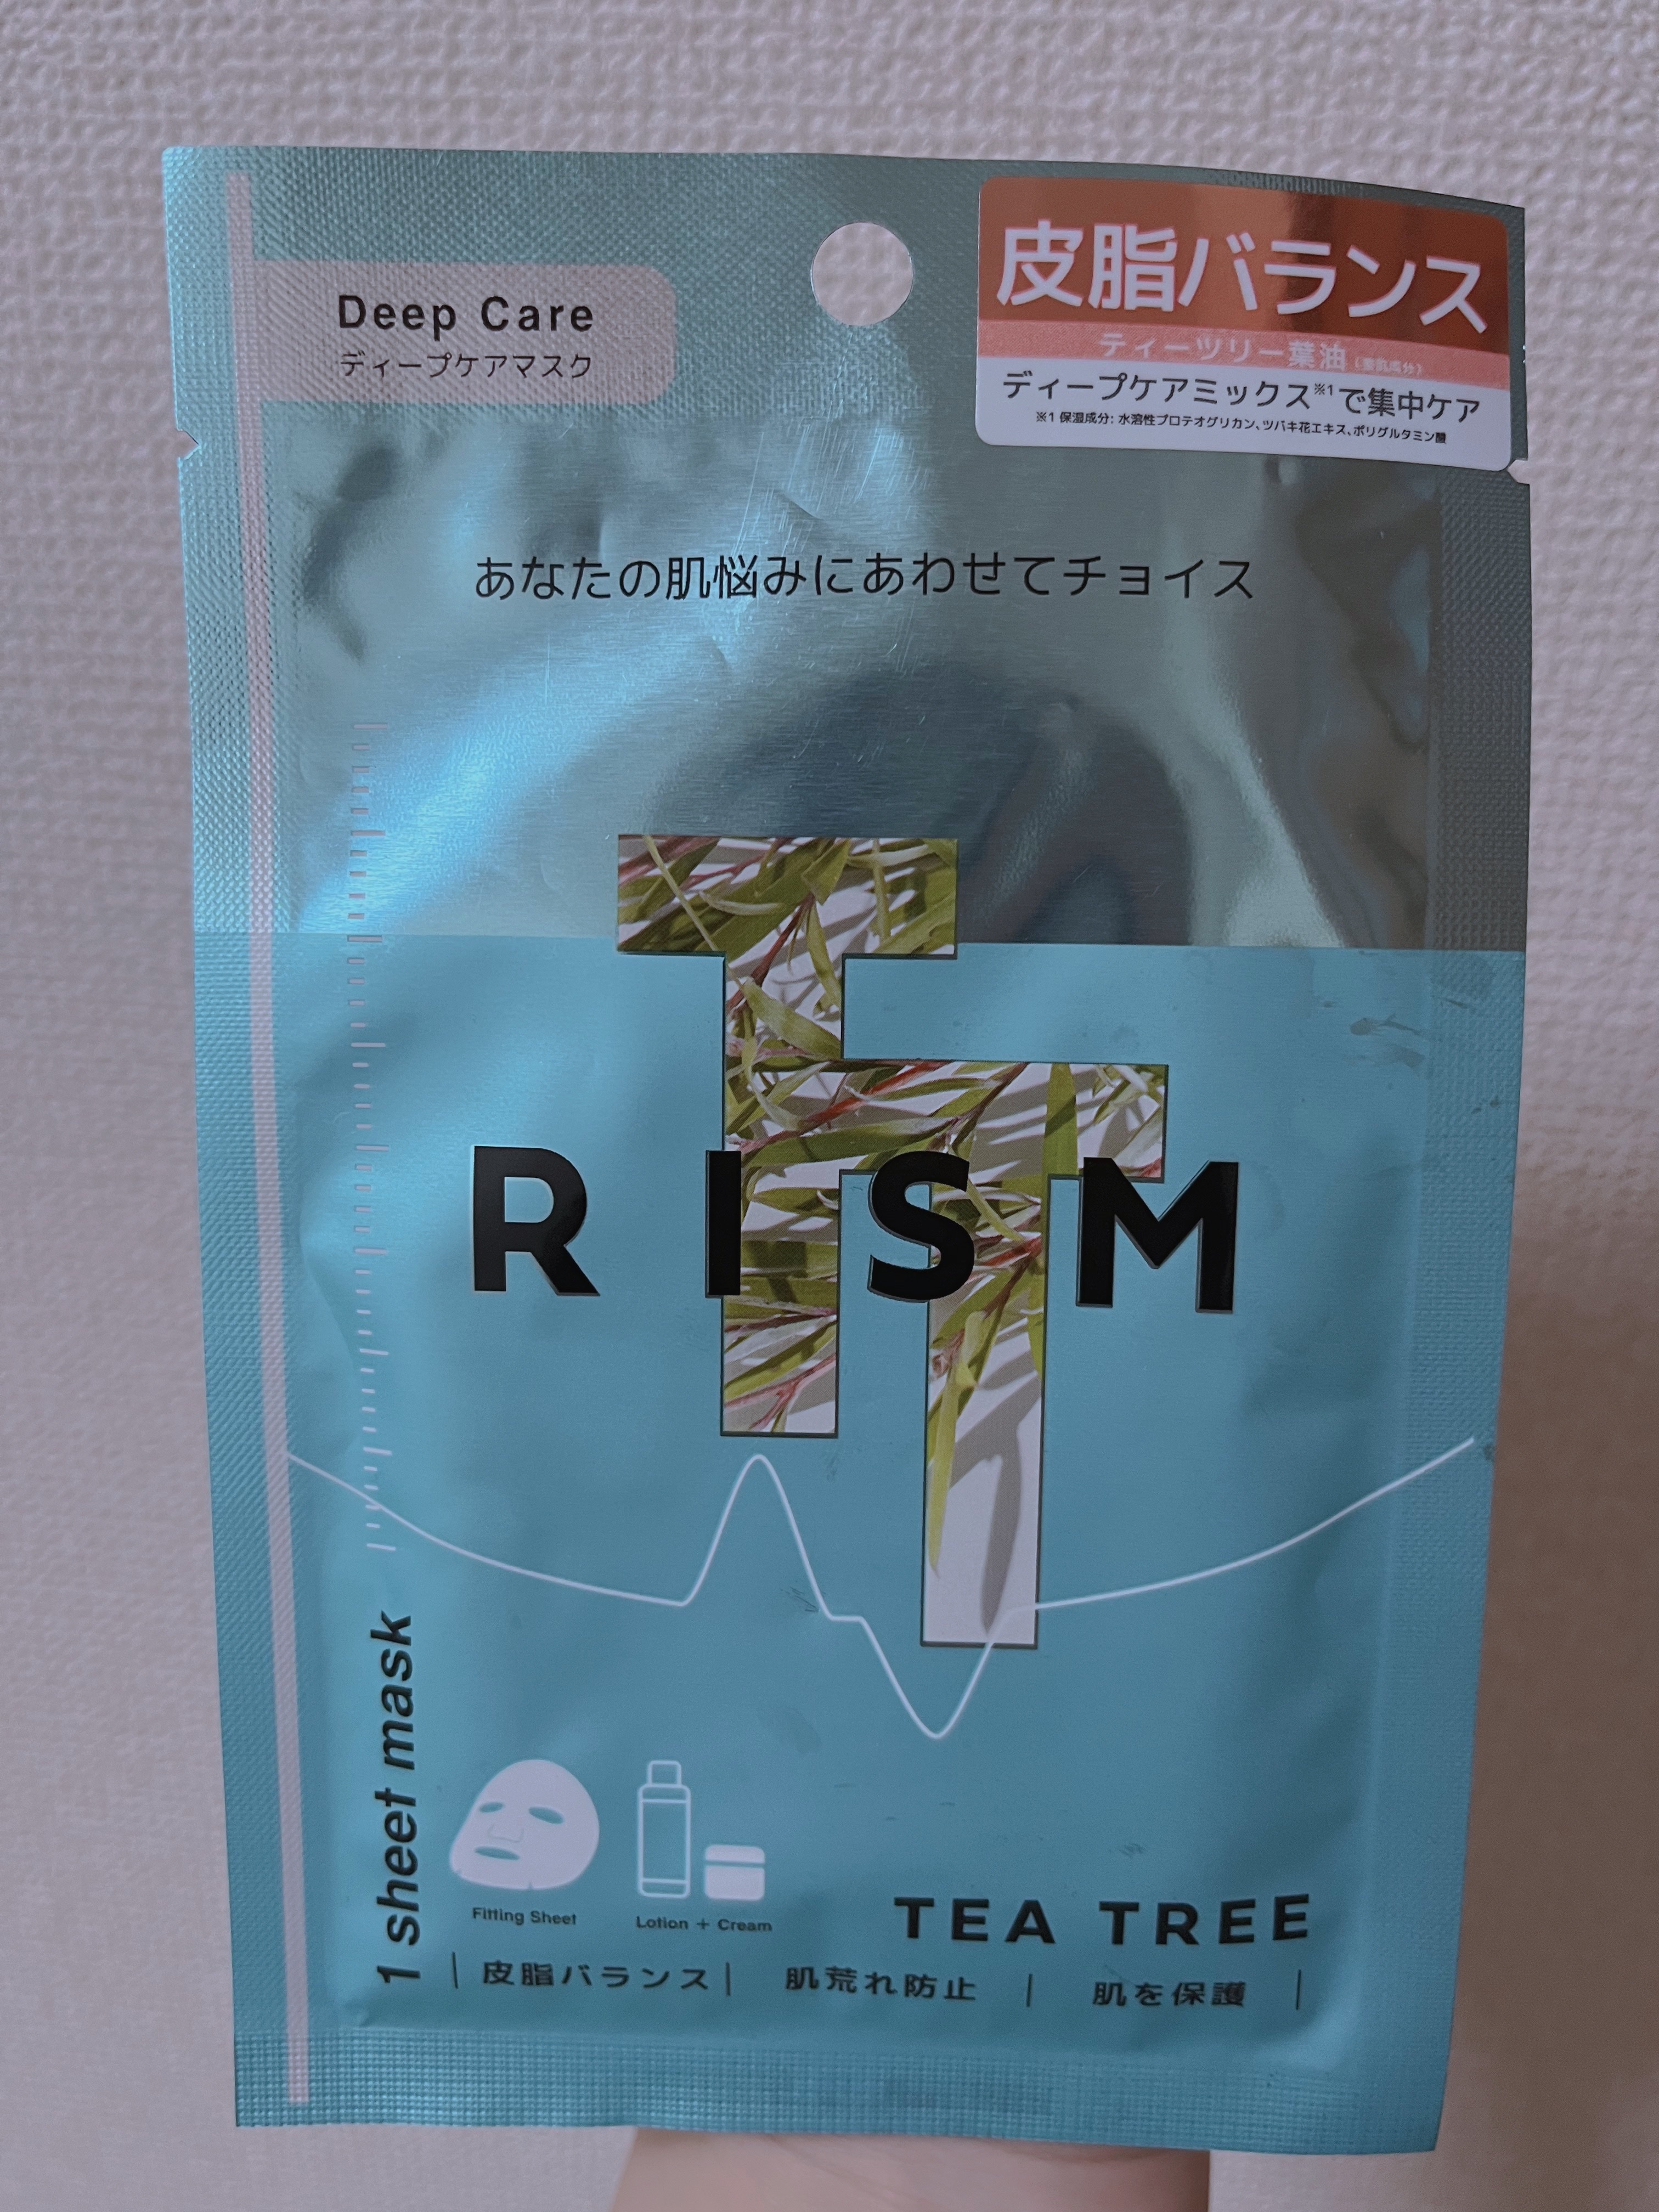 Deep Care
ディープケアマスク
皮脂バランス
ティーツリー葉油(整肌成分)
ディープケアミックス※1で集中ケア
※1 保湿成分: 水溶性プロテオグリカン、ツバキ花エキス、ポリグルタミン酸
あなたの肌悩みにあわせてチョイス
TT
RISM
1 sheet mask
Fitting Sheet
Lotion + Cream
TEA TREE
皮脂バランス | 肌荒れ防止 | 肌を保護